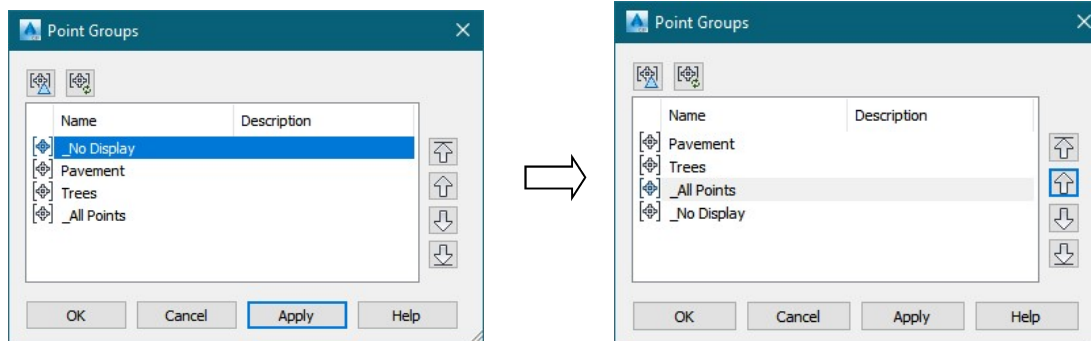 Point Groups
Name Description
_No Display
Pavement
Trees
_All Points
OK Cancel Apply Help
Point Groups
Name Description
Pavement
Trees
_All Points
_No Display
OK Cancel Apply Help